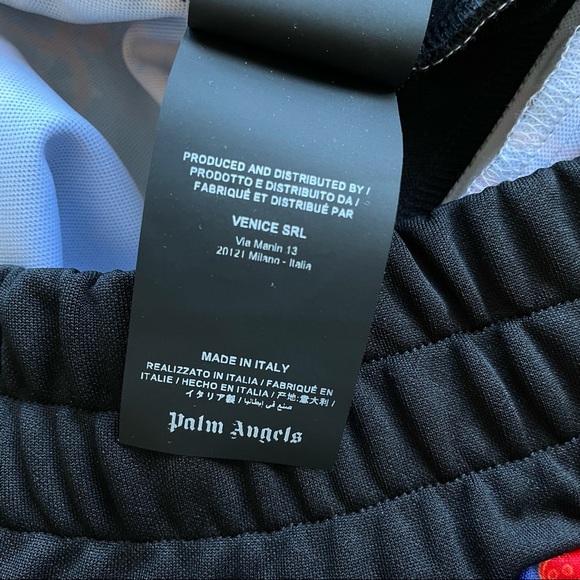 PRODUCED AND DISTRIBUTED BY /
PRODOTTO E DISTRIBUITO DA /
FABRIQUÉ ET DISTRIBUÉ PAR
VENICE SRL
Via Manin 13
20121 Milano - Italia
MADE IN ITALY
REALIZZATO IN ITALIA / FABRIQUÉ EN
ITALIE / HECHO EN ITALIA / 产地:意大利 /
イタリア製 / صنع في إيطاليا
Palm Angels